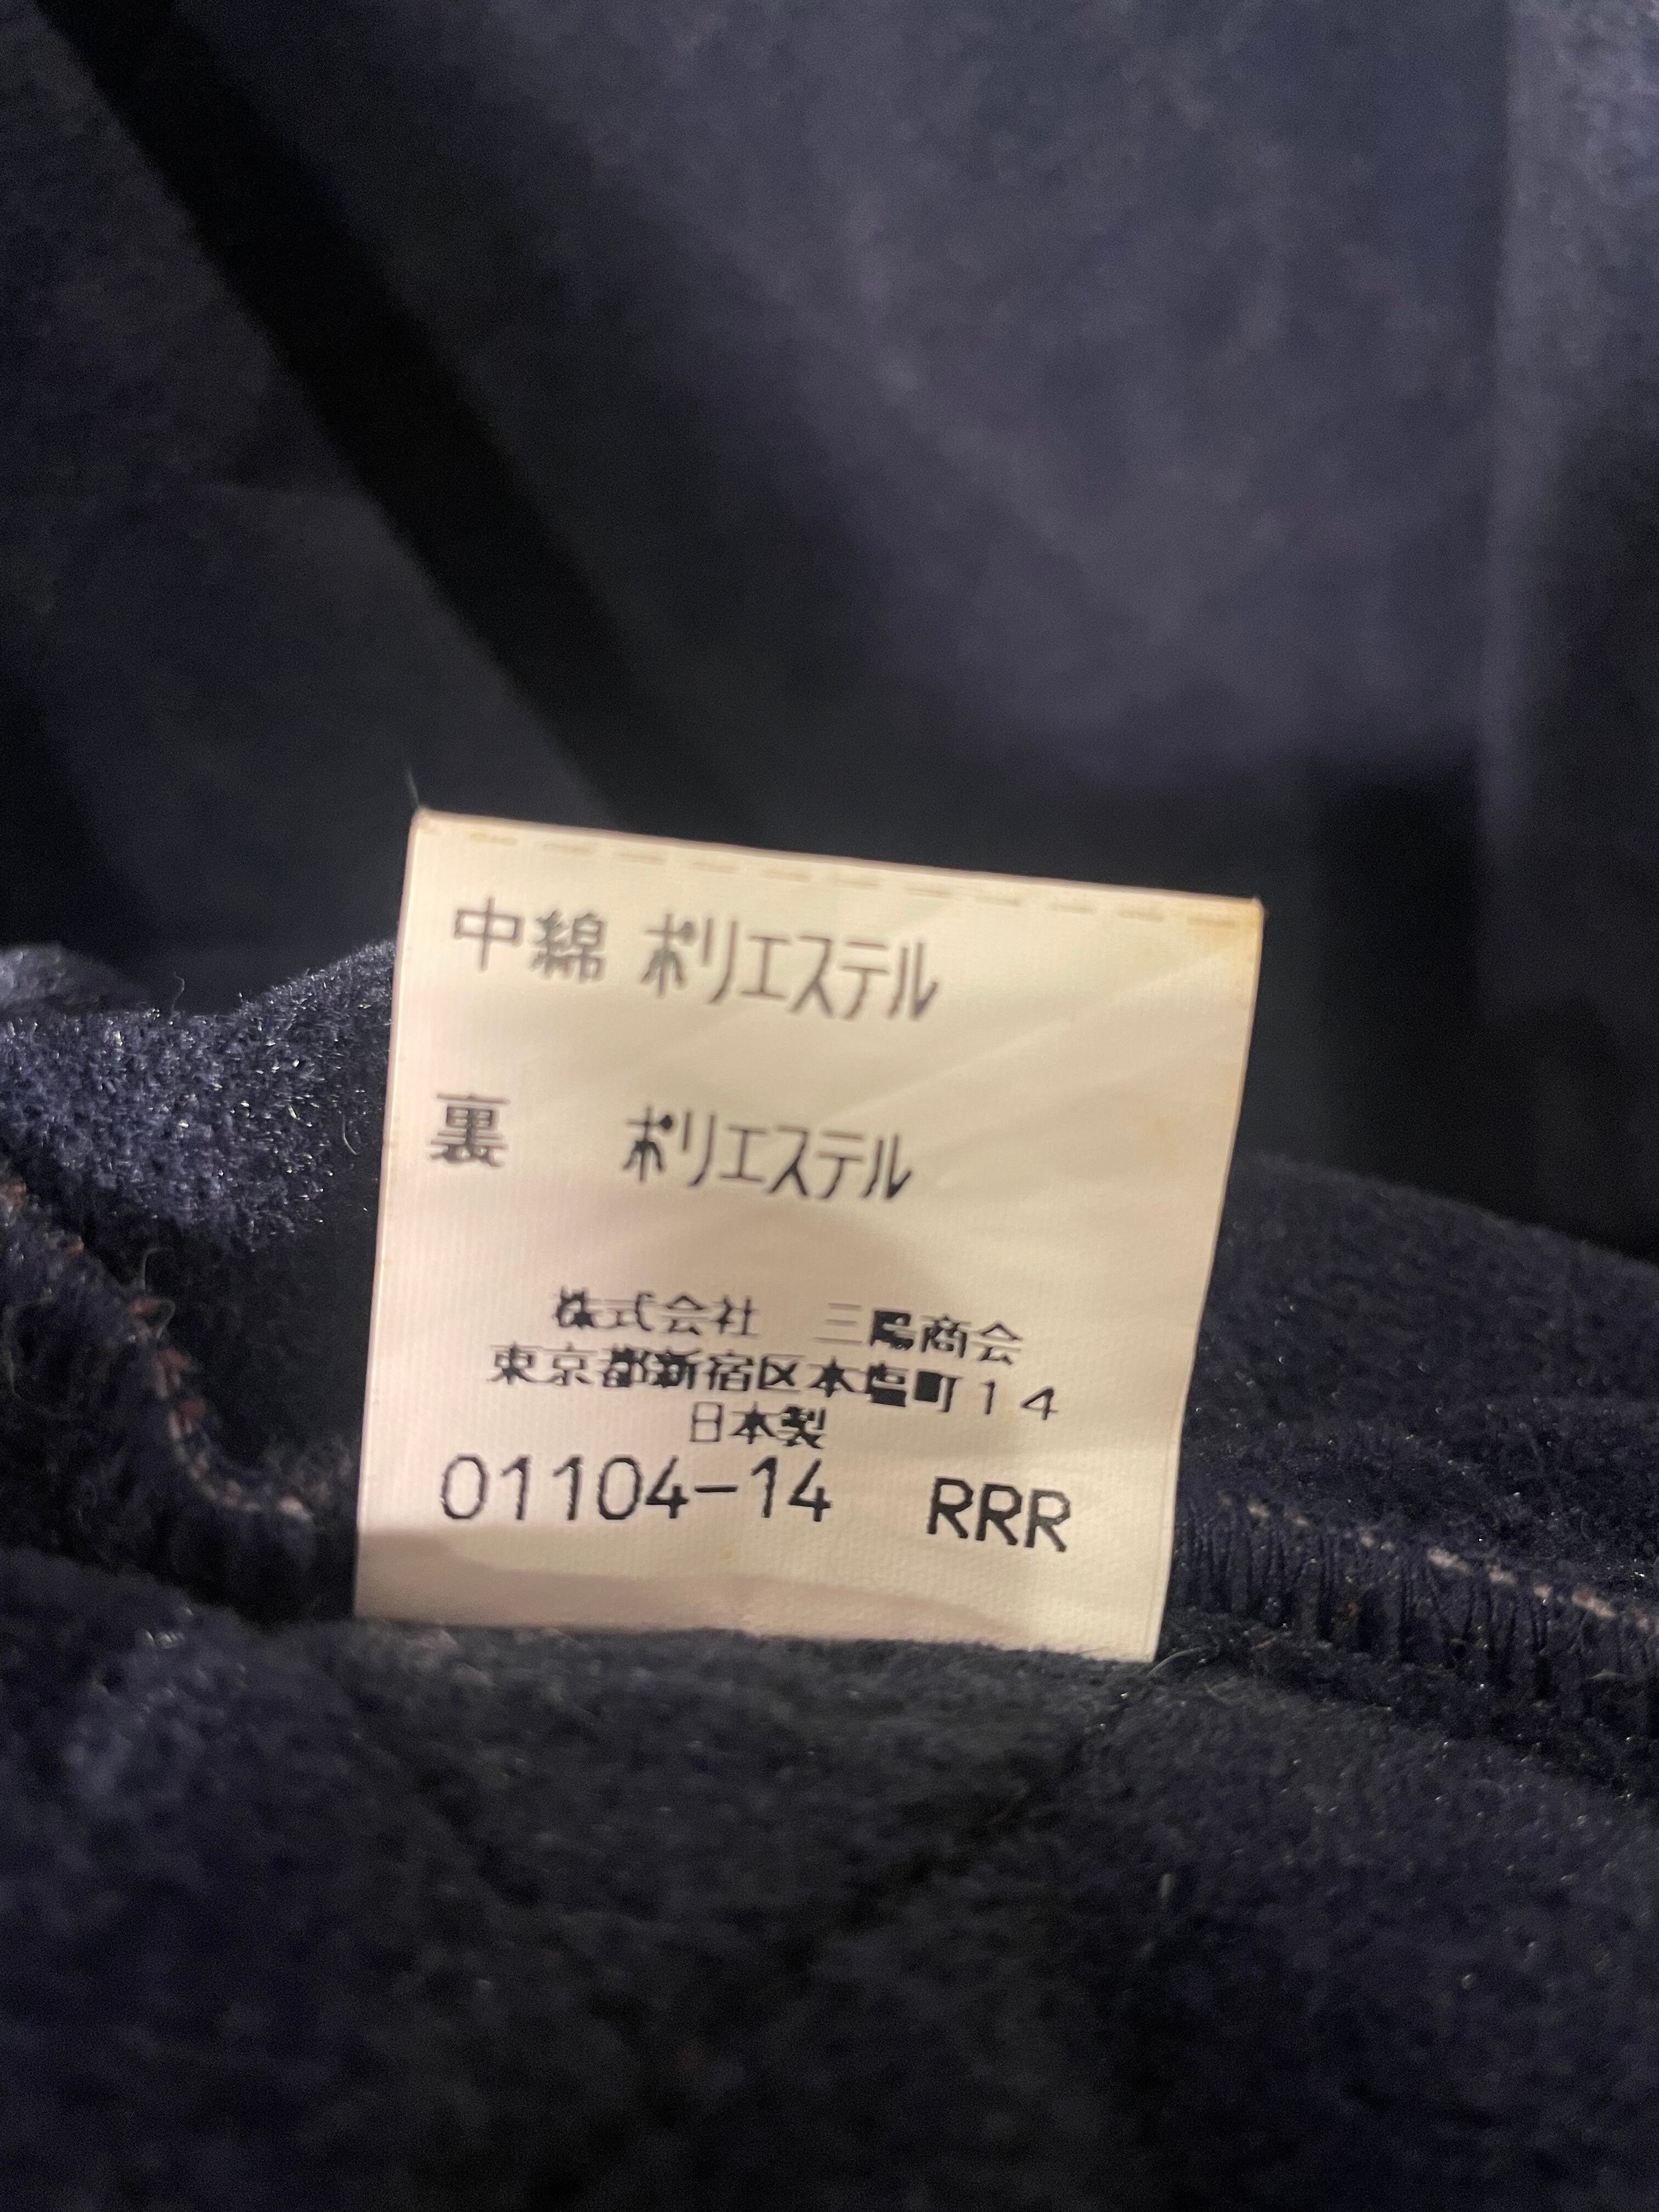 中綿 ポリエステル
裏 ポリエステル
株式会社 三陽商会
東京都新宿区本塩町14
日本製
01104-14 RRR